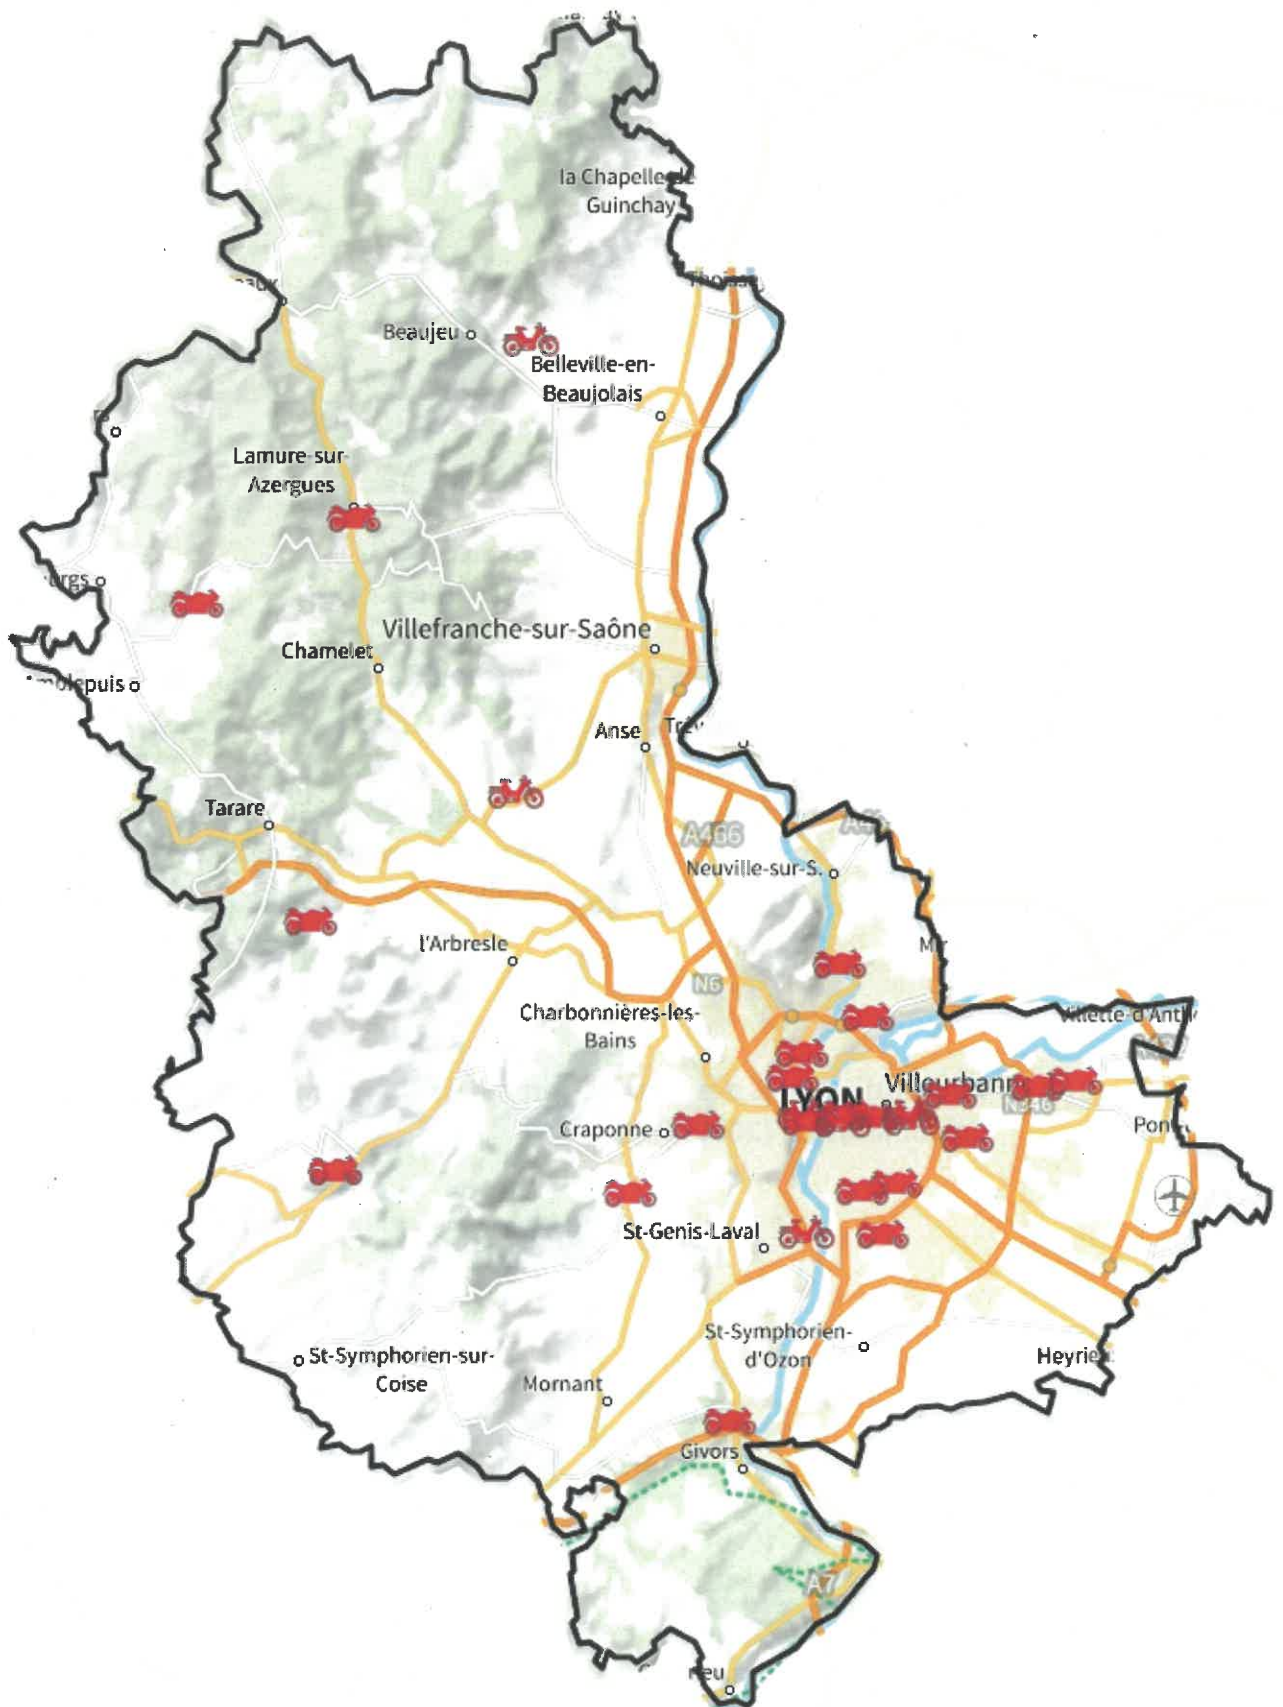 la Chapelle-de
Guinchay
Thoisse
Beaujeu
Belleville-en-
Beaujolais
Lamure-sur-
Azergues
Villefranche-sur-Saône
Chamelet
Anse
Tarare
A466
Neuville-sur-S.
l'Arbresle
N6
Charbonnières-les-
Bains
LYON
Villeurbann
N346
Craponne
St-Genis-Laval
St-Symphorien-
d'Ozon
St-Symphorien-sur-
Coise
Mornant
Givors
A7